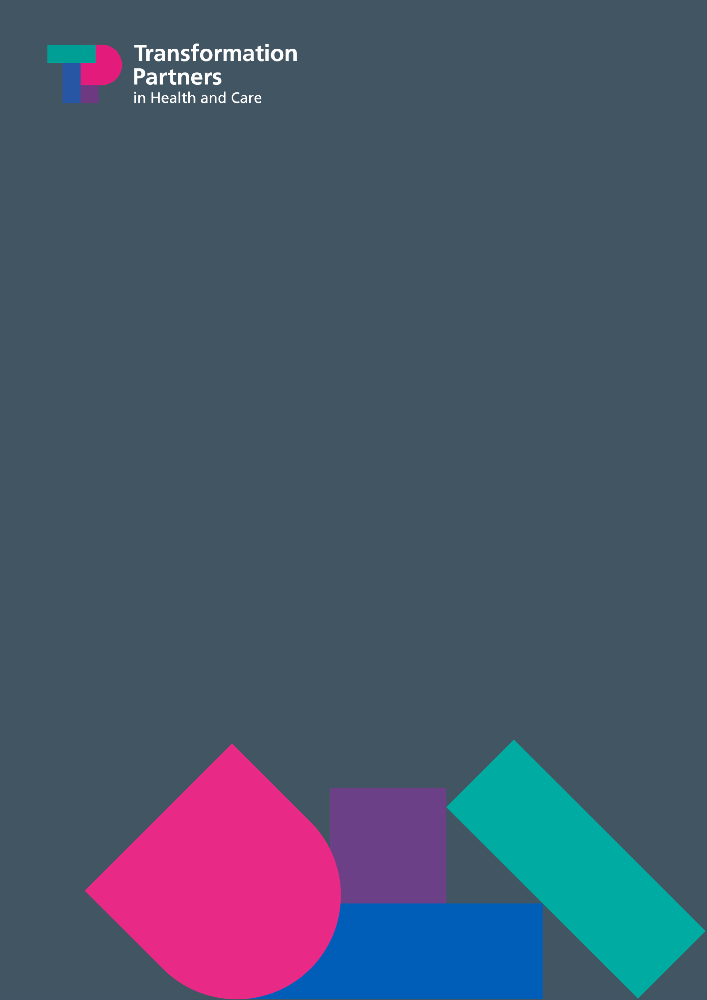 Transformation
Partners
in Health and Care